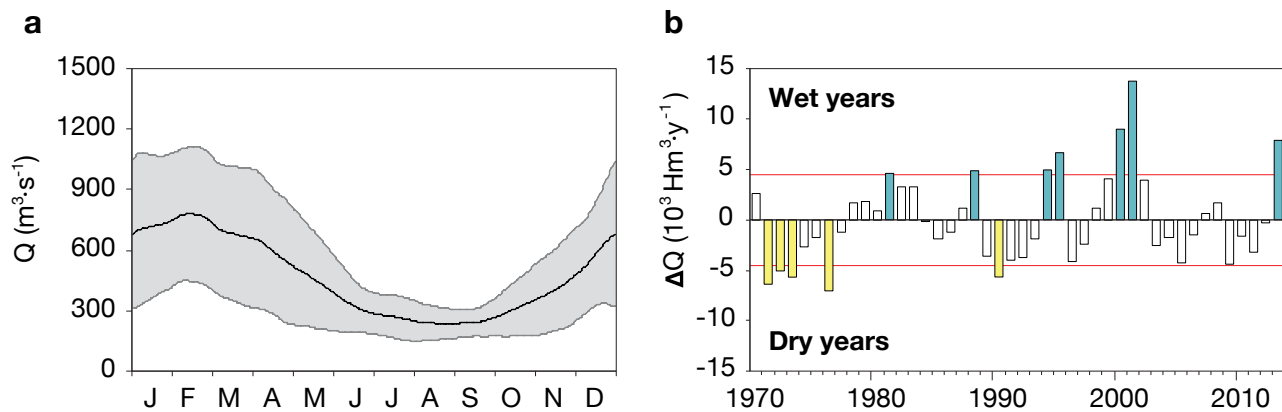 a
Q (m³·s⁻¹)
1500
1200
900
600
300
0
J F M A M J J A S O N D
b
ΔQ (10³ Hm³·y⁻¹)
15
10
5
0
-5
-10
-15
Wet years
Dry years
1970 1980 1990 2000 2010